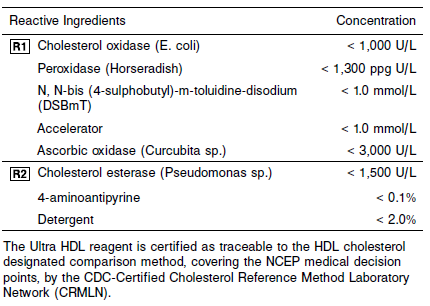 Reactive Ingredients Concentration
R1 Cholesterol oxidase (E. coli) < 1,000 U/L
Peroxidase (Horseradish) < 1,300 ppg U/L
N, N-bis (4-sulphobutyl)-m-toluidine-disodium < 1.0 mmol/L
(DSBmT)
Accelerator < 1.0 mmol/L
Ascorbic oxidase (Curcubita sp.) < 3,000 U/L
R2 Cholesterol esterase (Pseudomonas sp.) < 1,500 U/L
4-aminoantipyrine < 0.1%
Detergent < 2.0%
The Ultra HDL reagent is certified as traceable to the HDL cholesterol
designated comparison method, covering the NCEP medical decision
points, by the CDC-Certified Cholesterol Reference Method Laboratory
Network (CRMLN).